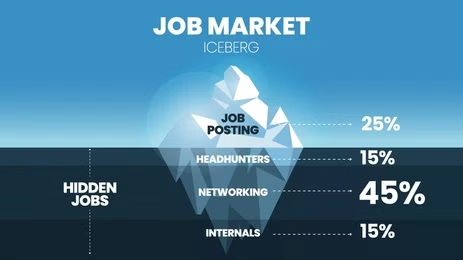 JOB MARKET
ICEBERG
JOB
POSTING
25%
HEADHUNTERS
15%
HIDDEN
JOBS
NETWORKING
45%
INTERNALS
15%